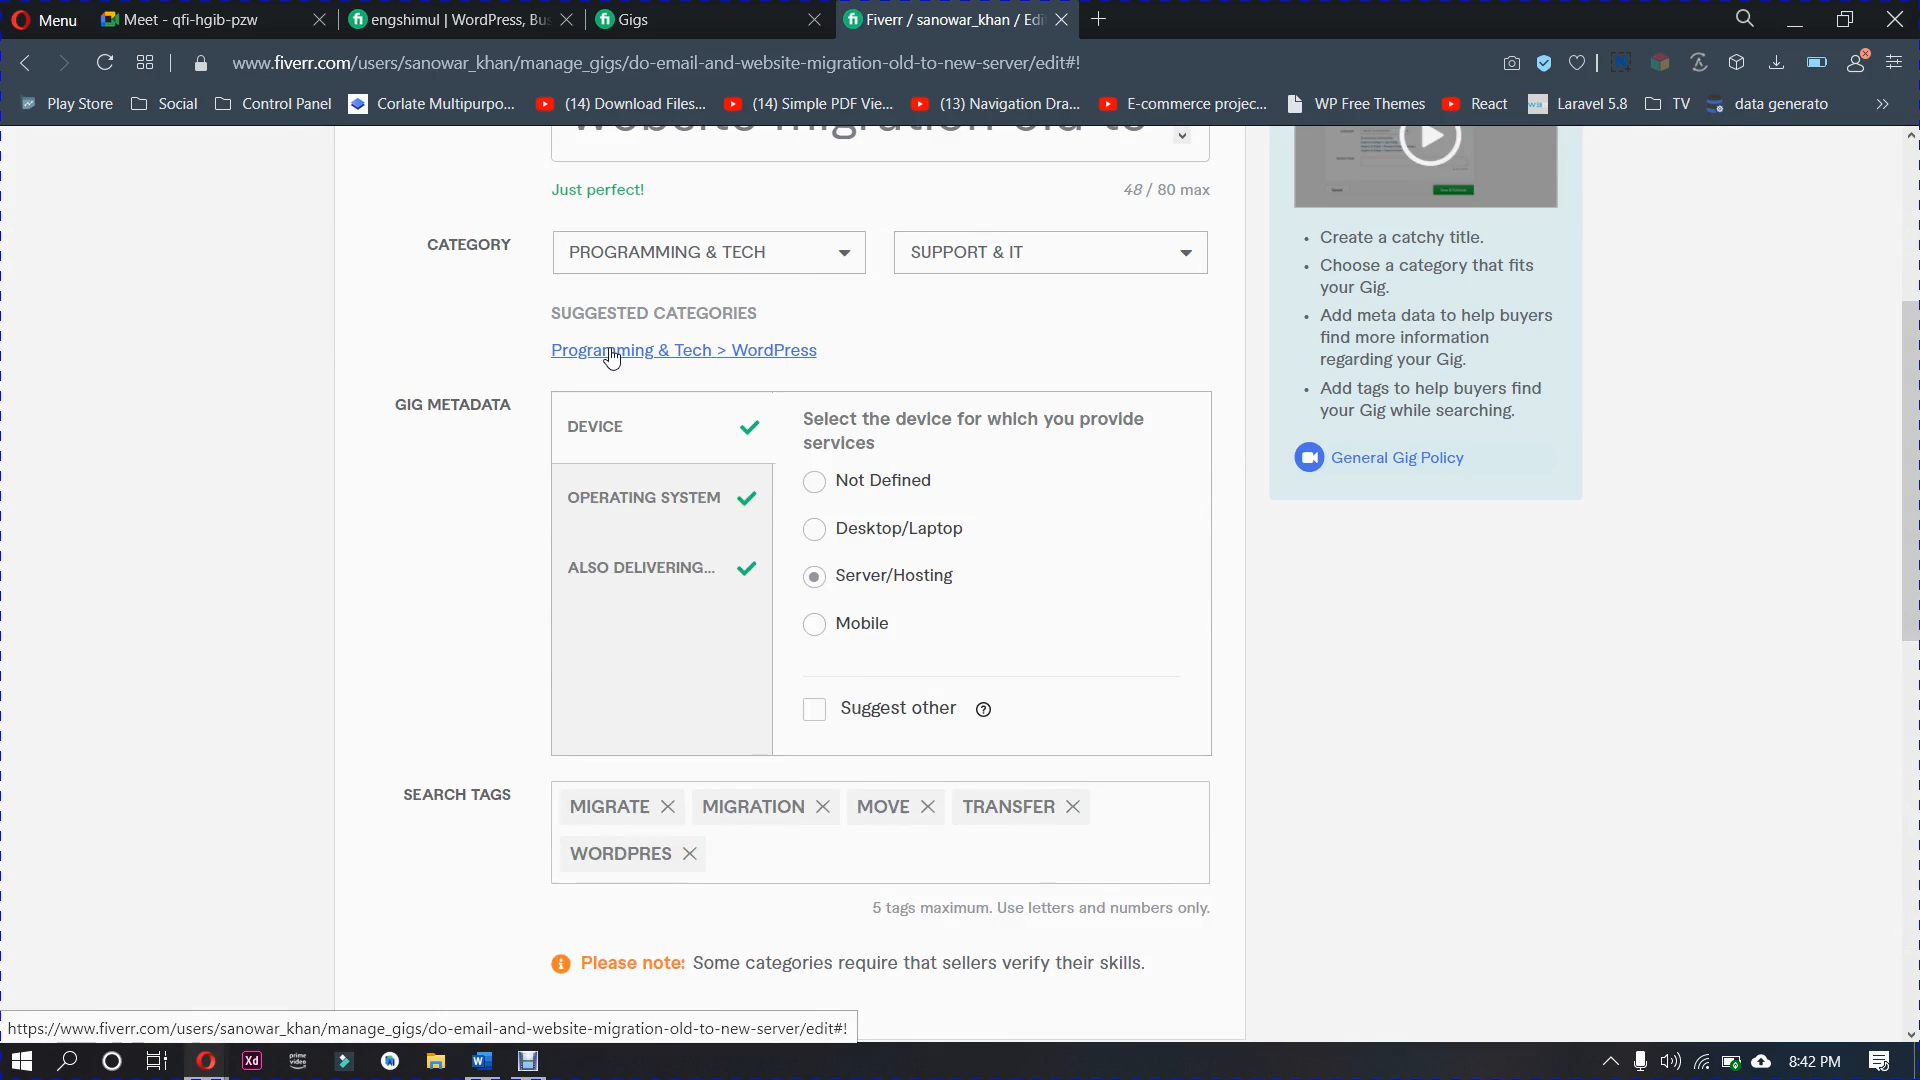 Menu
Meet - qfi-hgib-pzw
engshimul | WordPress, Bu
Gigs
Fiverr / sanowar_khan / Edi
www.fiverr.com/users/sanowar_khan/manage_gigs/do-email-and-website-migration-old-to-new-server/edit#!
Play Store
Social
Control Panel
Corlate Multipurpo...
(14) Download Files...
(14) Simple PDF Vie...
(13) Navigation Dra...
E-commerce projec...
WP Free Themes
React
Laravel 5.8
TV
data generato
website migration old to
Just perfect!
48 / 80 max
CATEGORY
PROGRAMMING & TECH
SUPPORT & IT
SUGGESTED CATEGORIES
Programming & Tech > WordPress
GIG METADATA
DEVICE
OPERATING SYSTEM
ALSO DELIVERING...
Select the device for which you provide
services
Not Defined
Desktop/Laptop
Server/Hosting
Mobile
Suggest other
SEARCH TAGS
MIGRATE
MIGRATION
MOVE
TRANSFER
WORDPRES
5 tags maximum. Use letters and numbers only.
Please note: Some categories require that sellers verify their skills.
• Create a catchy title.
• Choose a category that fits
your Gig.
• Add meta data to help buyers
find more information
regarding your Gig.
• Add tags to help buyers find
your Gig while searching.
General Gig Policy
https://www.fiverr.com/users/sanowar_khan/manage_gigs/do-email-and-website-migration-old-to-new-server/edit#!
Xd
prime video
8:42 PM